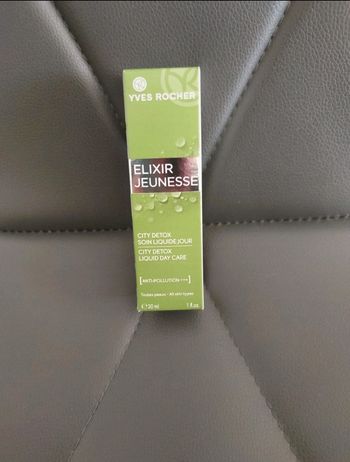 YVES ROCHER
ELIXIR
JEUNESSE
CITY DETOX
SOIN LIQUIDE JOUR
CITY DETOX
LIQUID DAY CARE
[ANTI-POLLUTION +++]
Toutes peaux - All skin types
e 30 ml 1 fl.oz